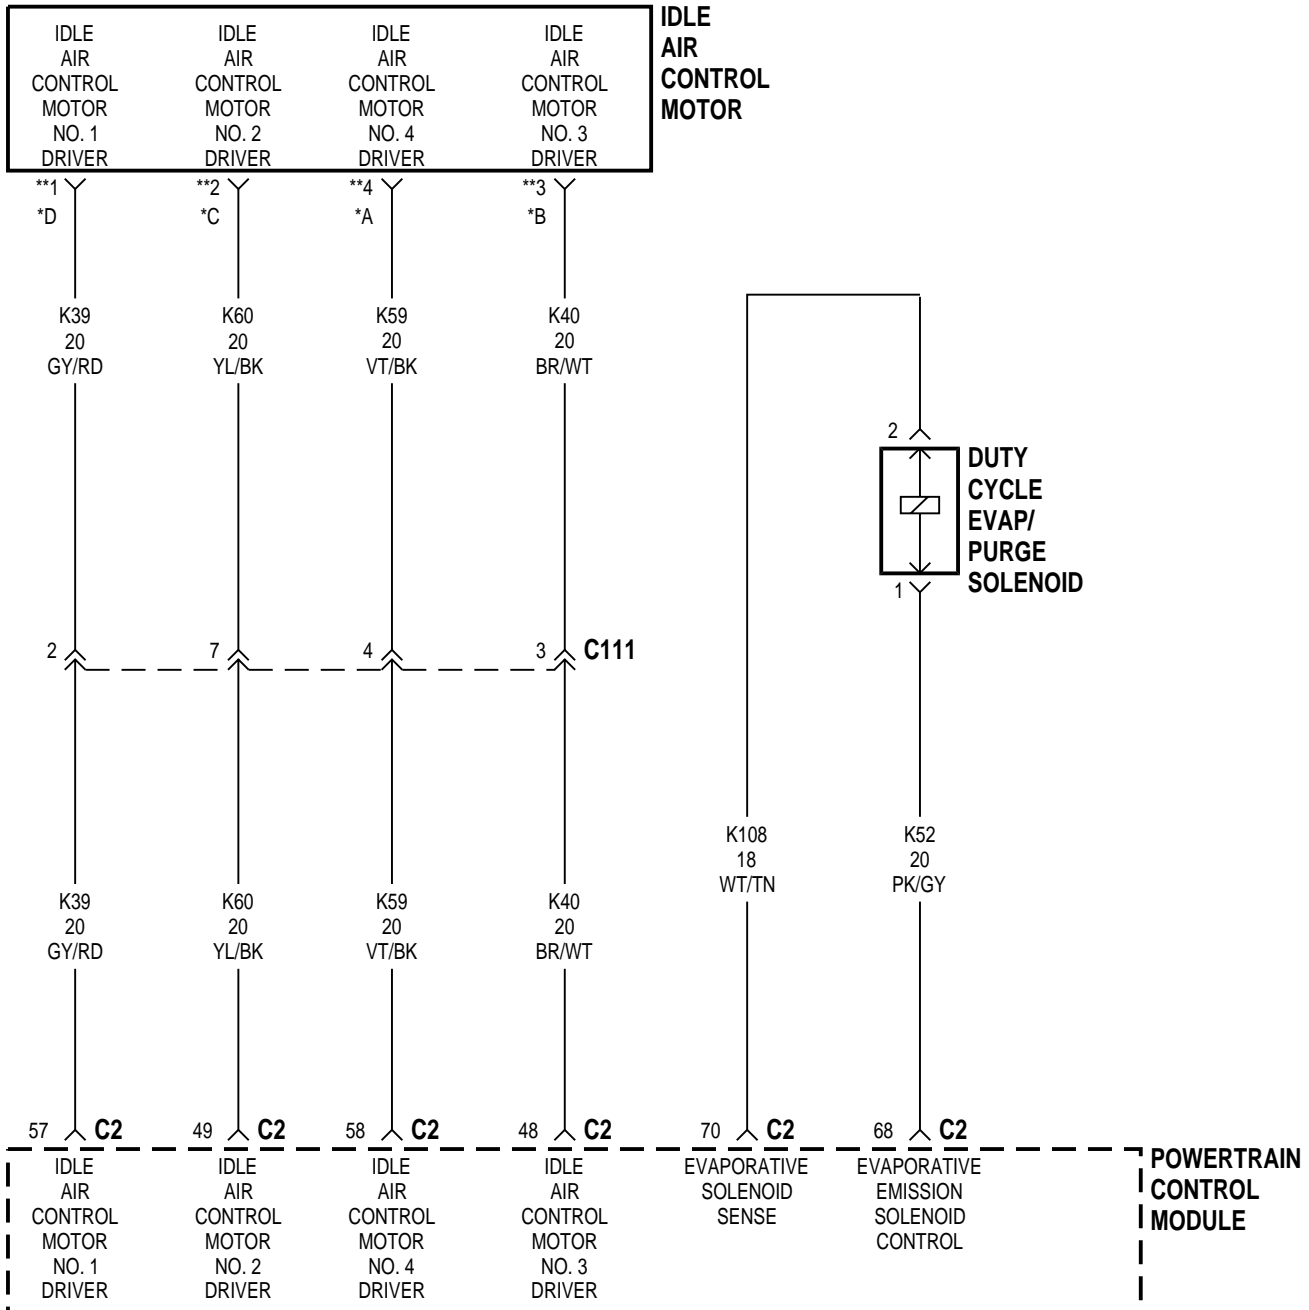 IDLE
AIR
CONTROL
MOTOR
NO. 1
DRIVER
IDLE
AIR
CONTROL
MOTOR
NO. 2
DRIVER
IDLE
AIR
CONTROL
MOTOR
NO. 4
DRIVER
IDLE
AIR
CONTROL
MOTOR
NO. 3
DRIVER
IDLE
AIR
CONTROL
MOTOR
**1
*D
**2
*C
**4
*A
**3
*B
K39
20
GY/RD
K60
20
YL/BK
K59
20
VT/BK
K40
20
BR/WT
2
DUTY
CYCLE
EVAP/
PURGE
SOLENOID
1
2
7
4
3
C111
K108
18
WT/TN
K52
20
PK/GY
K39
20
GY/RD
K60
20
YL/BK
K59
20
VT/BK
K40
20
BR/WT
57 C2
49 C2
58 C2
48 C2
70 C2
68 C2
IDLE
AIR
CONTROL
MOTOR
NO. 1
DRIVER
IDLE
AIR
CONTROL
MOTOR
NO. 2
DRIVER
IDLE
AIR
CONTROL
MOTOR
NO. 4
DRIVER
IDLE
AIR
CONTROL
MOTOR
NO. 3
DRIVER
EVAPORATIVE
SOLENOID
SENSE
EVAPORATIVE
EMISSION
SOLENOID
CONTROL
POWERTRAIN
CONTROL
MODULE